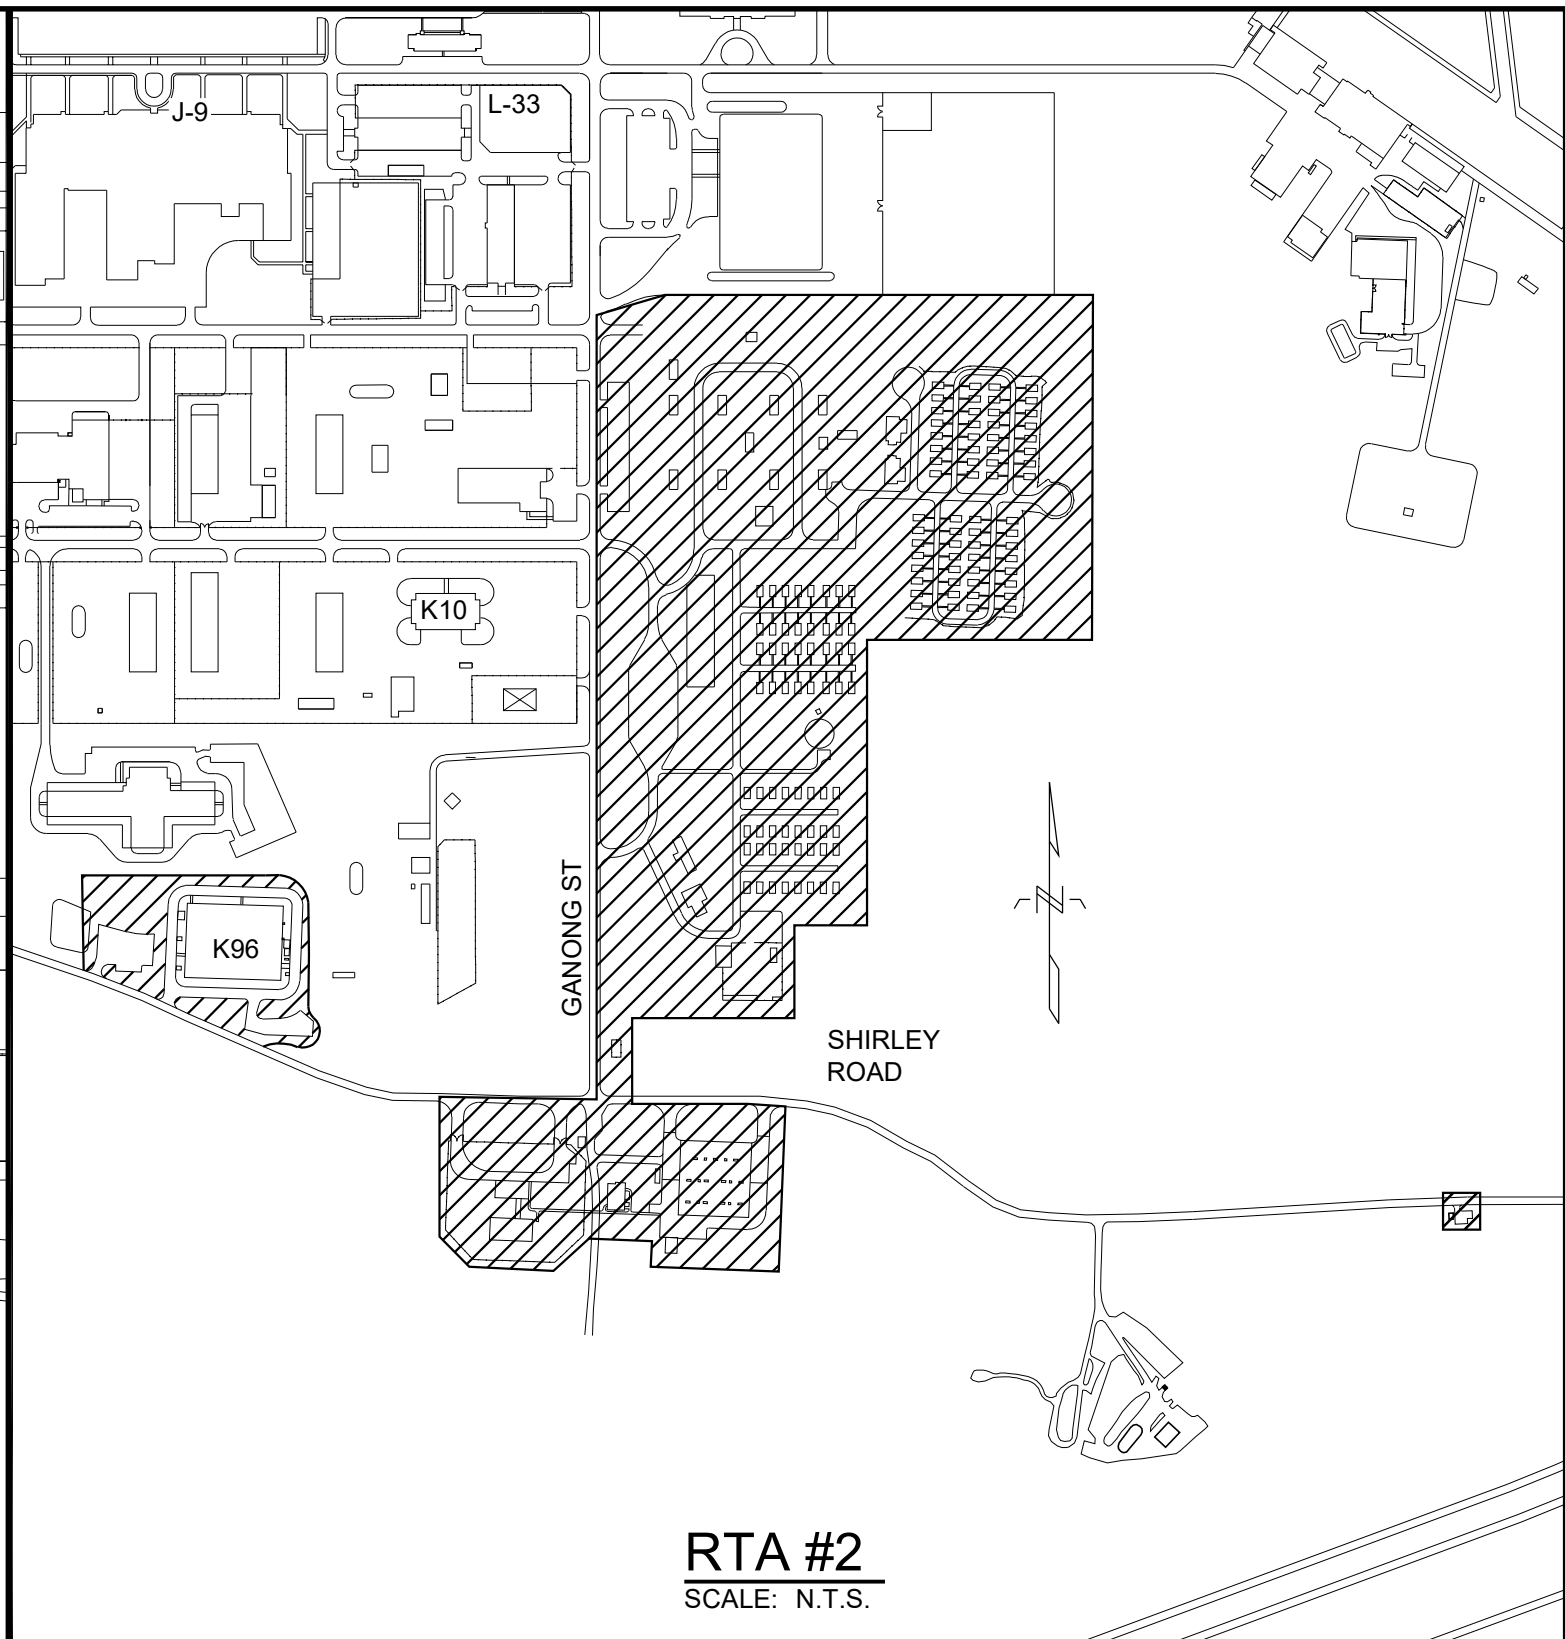 L-33
J-9
K10
GANONG ST
K96
N
SHIRLEY
ROAD
RTA #2
SCALE: N.T.S.